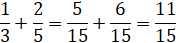 1/3 + 2/5 = 5/15 + 6/15 = 11/15